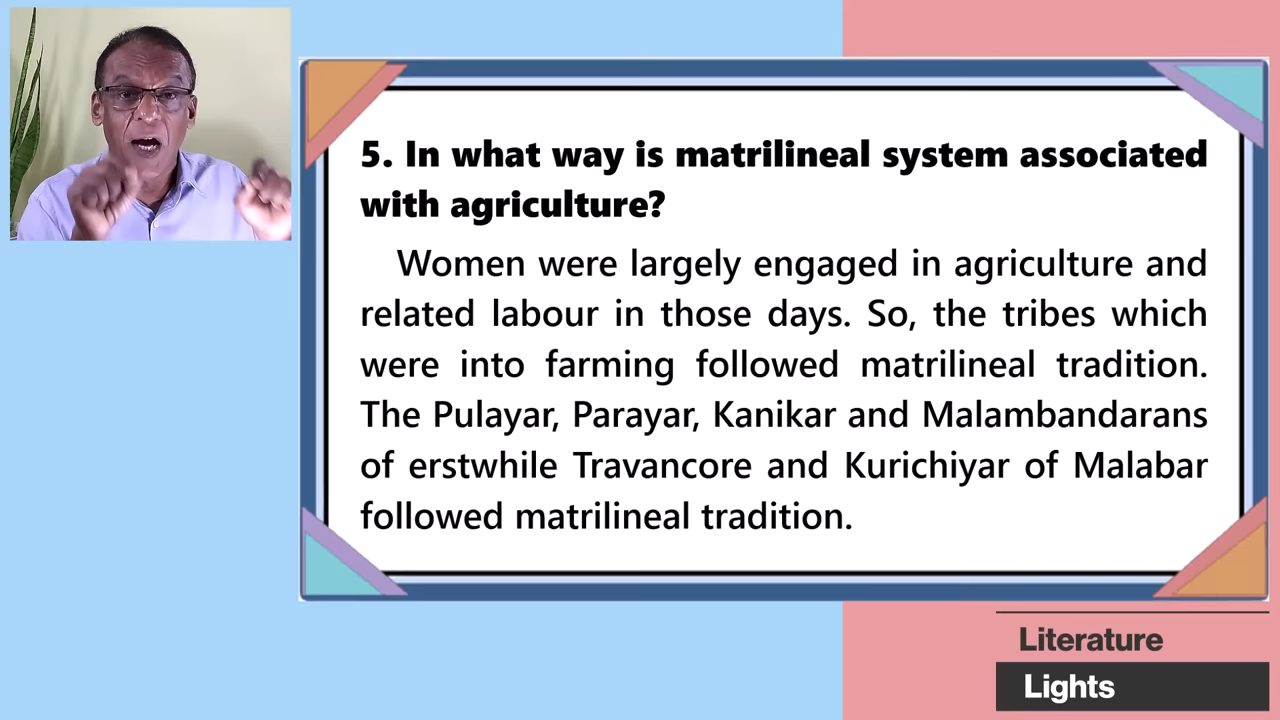 5. In what way is matrilineal system associated
with agriculture?
Women were largely engaged in agriculture and
related labour in those days. So, the tribes which
were into farming followed matrilineal tradition.
The Pulayar, Parayar, Kanikar and Malambandarans
of erstwhile Travancore and Kurichiyar of Malabar
followed matrilineal tradition.
Literature
Lights